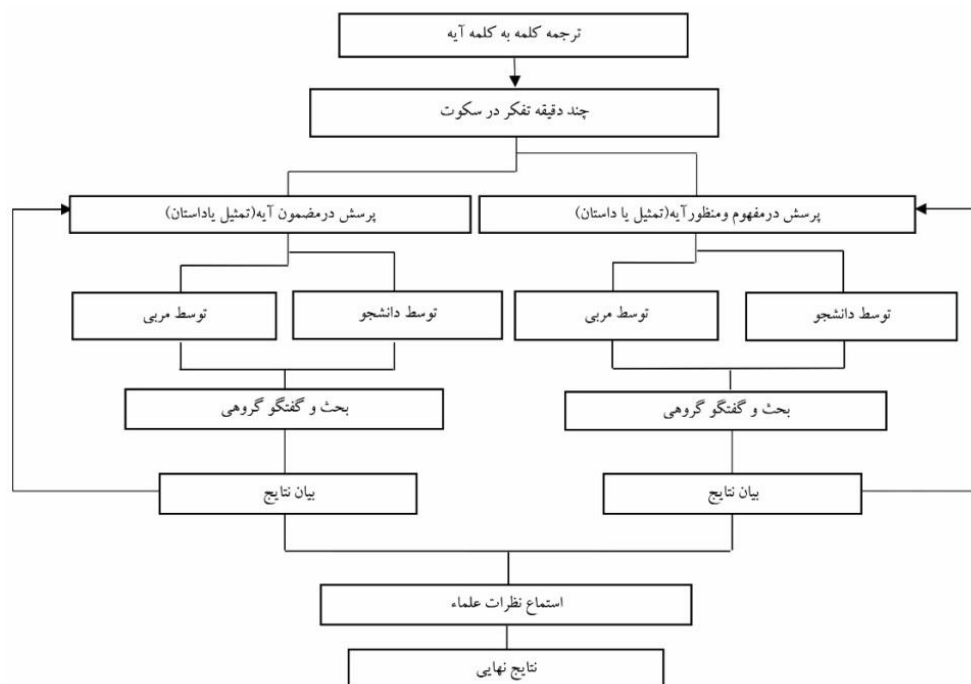 ترجمه کلمه به کلمه آیه
چند دقیقه تفکر در سکوت
پرسش درمفهوم ومنظورآیه(تمثیل یا داستان)
پرسش درمضمون آیه(تمثیل یاداستان)
توسط دانشجو
توسط مربی
توسط دانشجو
توسط مربی
بحث و گفتگو گروهی
بحث و گفتگو گروهی
بیان نتایج
بیان نتایج
استماع نظرات علماء
نتایج نهایی